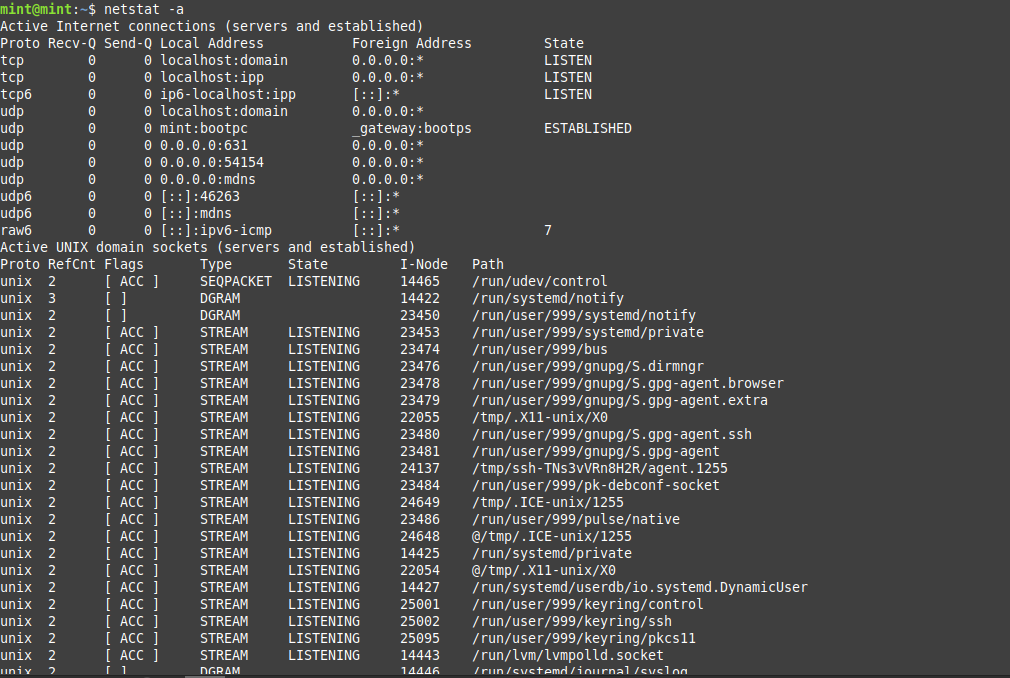 mint@mint:~$ netstat -a
Active Internet connections (servers and established)
Proto Recv-Q Send-Q Local Address           Foreign Address         State
tcp        0      0 localhost:domain        0.0.0.0:*               LISTEN
tcp        0      0 localhost:ipp           0.0.0.0:*               LISTEN
tcp6       0      0 ip6-localhost:ipp       [::]:*                  LISTEN
udp        0      0 localhost:domain        0.0.0.0:*
udp        0      0 mint:bootpc             _gateway:bootps         ESTABLISHED
udp        0      0 0.0.0.0:631             0.0.0.0:*
udp        0      0 0.0.0.0:54154           0.0.0.0:*
udp        0      0 0.0.0.0:mdns            0.0.0.0:*
udp6       0      0 [::]:46263              [::]:*
udp6       0      0 [::]:mdns               [::]:*
raw6       0      0 [::]:ipv6-icmp          [::]:*                  7
Active UNIX domain sockets (servers and established)
Proto RefCnt Flags       Type       State         I-Node   Path
unix  2      [ ACC ]     SEQPACKET  LISTENING     14465    /run/udev/control
unix  3      [ ]         DGRAM                    14422    /run/systemd/notify
unix  2      [ ]         DGRAM                    23450    /run/user/999/systemd/notify
unix  2      [ ACC ]     STREAM     LISTENING     23453    /run/user/999/systemd/private
unix  2      [ ACC ]     STREAM     LISTENING     23474    /run/user/999/bus
unix  2      [ ACC ]     STREAM     LISTENING     23476    /run/user/999/gnupg/S.dirmngr
unix  2      [ ACC ]     STREAM     LISTENING     23478    /run/user/999/gnupg/S.gpg-agent.browser
unix  2      [ ACC ]     STREAM     LISTENING     23479    /run/user/999/gnupg/S.gpg-agent.extra
unix  2      [ ACC ]     STREAM     LISTENING     22055    /tmp/.X11-unix/X0
unix  2      [ ACC ]     STREAM     LISTENING     23480    /run/user/999/gnupg/S.gpg-agent.ssh
unix  2      [ ACC ]     STREAM     LISTENING     23481    /run/user/999/gnupg/S.gpg-agent
unix  2      [ ACC ]     STREAM     LISTENING     24137    /tmp/ssh-TNs3vVRn8H2R/agent.1255
unix  2      [ ACC ]     STREAM     LISTENING     23484    /run/user/999/pk-debconf-socket
unix  2      [ ACC ]     STREAM     LISTENING     24649    /tmp/.ICE-unix/1255
unix  2      [ ACC ]     STREAM     LISTENING     23486    /run/user/999/pulse/native
unix  2      [ ACC ]     STREAM     LISTENING     24648    @/tmp/.ICE-unix/1255
unix  2      [ ACC ]     STREAM     LISTENING     14425    /run/systemd/private
unix  2      [ ACC ]     STREAM     LISTENING     22054    @/tmp/.X11-unix/X0
unix  2      [ ACC ]     STREAM     LISTENING     14427    /run/systemd/userdb/io.systemd.DynamicUser
unix  2      [ ACC ]     STREAM     LISTENING     25001    /run/user/999/keyring/control
unix  2      [ ACC ]     STREAM     LISTENING     25002    /run/user/999/keyring/ssh
unix  2      [ ACC ]     STREAM     LISTENING     25095    /run/user/999/keyring/pkcs11
unix  2      [ ACC ]     STREAM     LISTENING     14443    /run/lvm/lvmpolld.socket
unix  2      [ ]         DGRAM                    14446    /run/systemd/journal/syslog